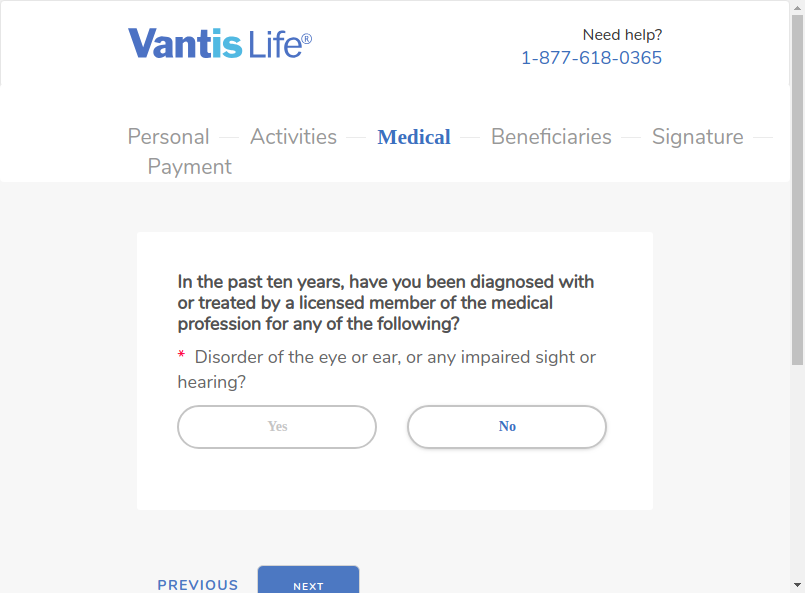 Vantis Life®
Need help?
1-877-618-0365
Personal Activities Medical Beneficiaries Signature
Payment
In the past ten years, have you been diagnosed with
or treated by a licensed member of the medical
profession for any of the following?
* Disorder of the eye or ear, or any impaired sight or
hearing?
Yes No
PREVIOUS NEXT